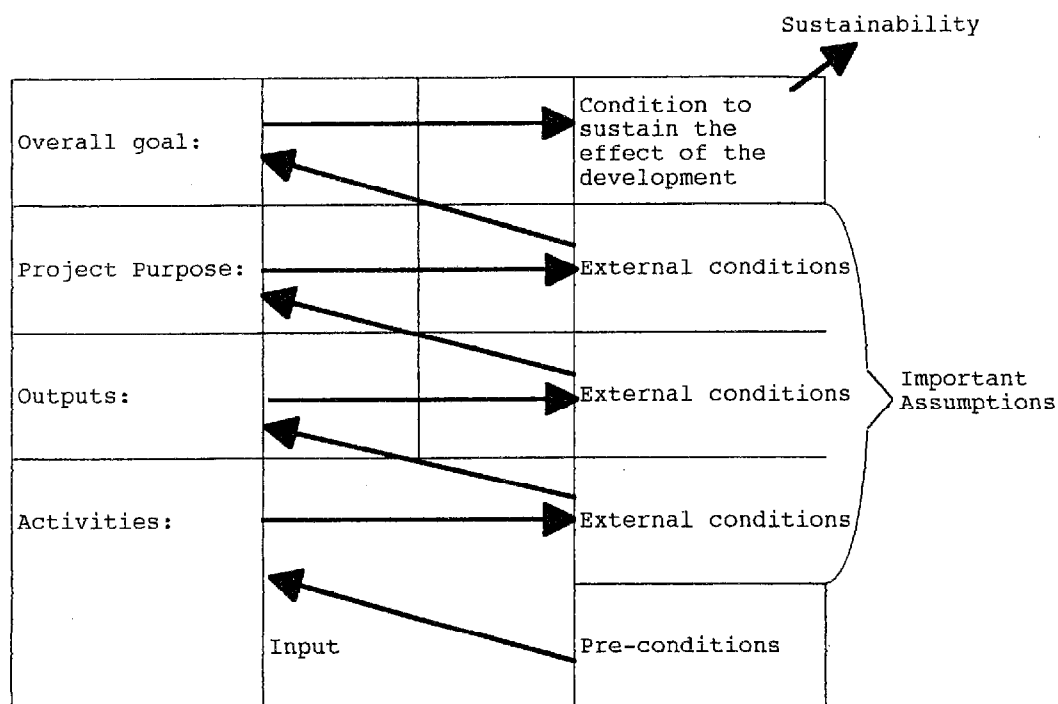 Sustainability
Overall goal:
Condition to
sustain the
effect of the
development
Project Purpose:
External conditions
Outputs:
External conditions
Important
Assumptions
Activities:
External conditions
Input
Pre-conditions